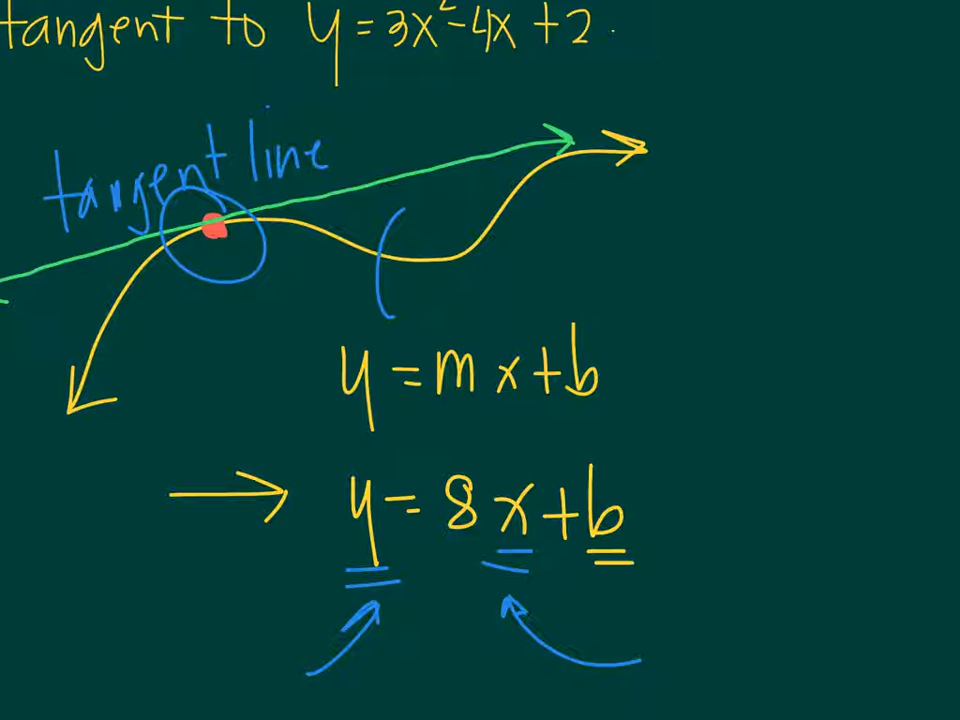 tangent to y = 3x² - 4x + 2.
tangent line
y = mx + b
y = 8x + b